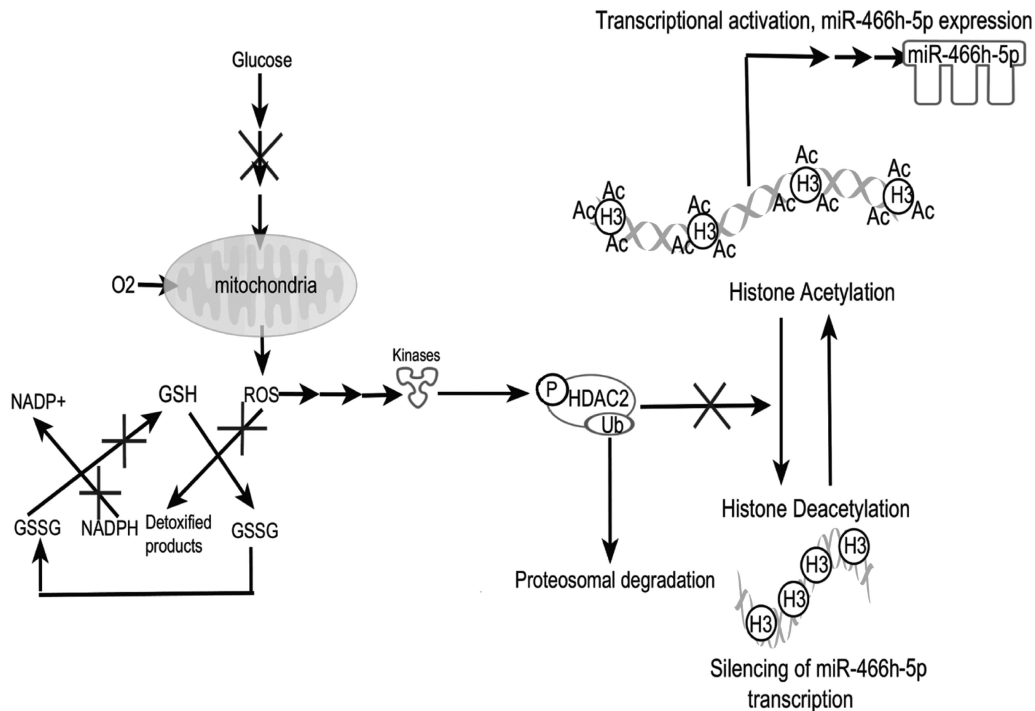 Transcriptional activation, miR-466h-5p expression
miR-466h-5p
Glucose
Ac
Ac
Ac
H3
Ac
H3
Ac
Ac
Ac
H3
Ac
Ac
Ac
H3
Ac
Ac
O2
mitochondria
Histone Acetylation
Kinases
NADP+
GSH
ROS
P
HDAC2
Ub
GSSG
NADPH
Detoxified
products
GSSG
Histone Deacetylation
Proteosomal degradation
H3
H3
H3
H3
Silencing of miR-466h-5p
transcription